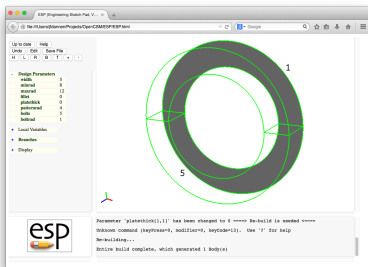 ESP (Engineering Sketch Pad, V...
file:///Users/jfdannen/Projects/OpenCSM/ESP/ESP.html
Google
Up to date Help
Undo Edit Save File
H L R B T + -
Design Parameters
width 5
minrad 8
maxrad 12
fillet 0
platethick 0
patternrad 4
bolts 5
boltrad 1
Local Variables
Branches
Display
1
5
esp
Parameter 'platethick[1,1]' has been changed to 0 ====> Re-build is needed <====
Unknown command (keyPress=0, modifier=0, keyCode=13). Use '?' for help
Re-building...
Entire build complete, which generated 1 Body(s)